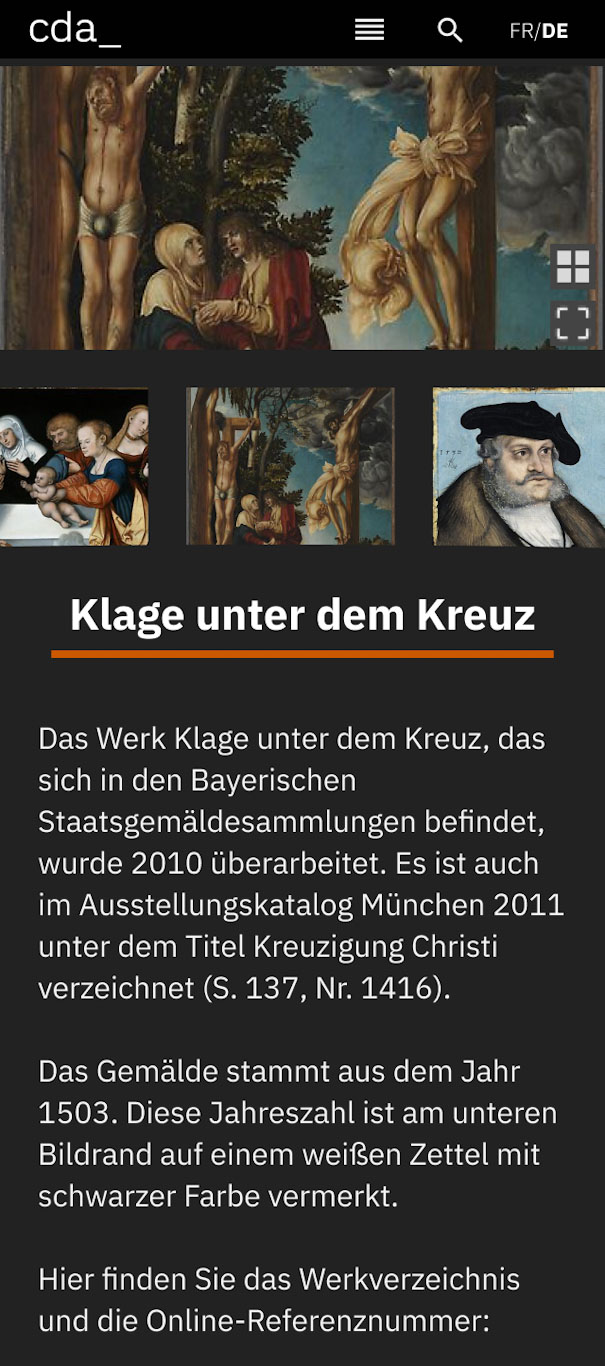 cda_
FR/DE
Klage unter dem Kreuz
Das Werk Klage unter dem Kreuz, das
sich in den Bayerischen
Staatsgemäldesammlungen befindet,
wurde 2010 überarbeitet. Es ist auch
im Ausstellungskatalog München 2011
unter dem Titel Kreuzigung Christi
verzeichnet (S. 137, Nr. 1416).
Das Gemälde stammt aus dem Jahr
1503. Diese Jahreszahl ist am unteren
Bildrand auf einem weißen Zettel mit
schwarzer Farbe vermerkt.
Hier finden Sie das Werkverzeichnis
und die Online-Referenznummer: